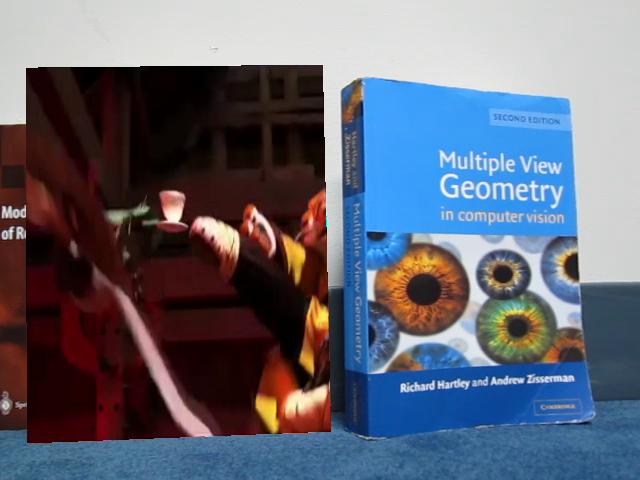 Mod
of R
Hartley and
Zisserman
Multiple View Geometry
SECOND EDITION
Multiple View
Geometry
in computer vision
Richard Hartley and Andrew Zisserman
CAMBRIDGE